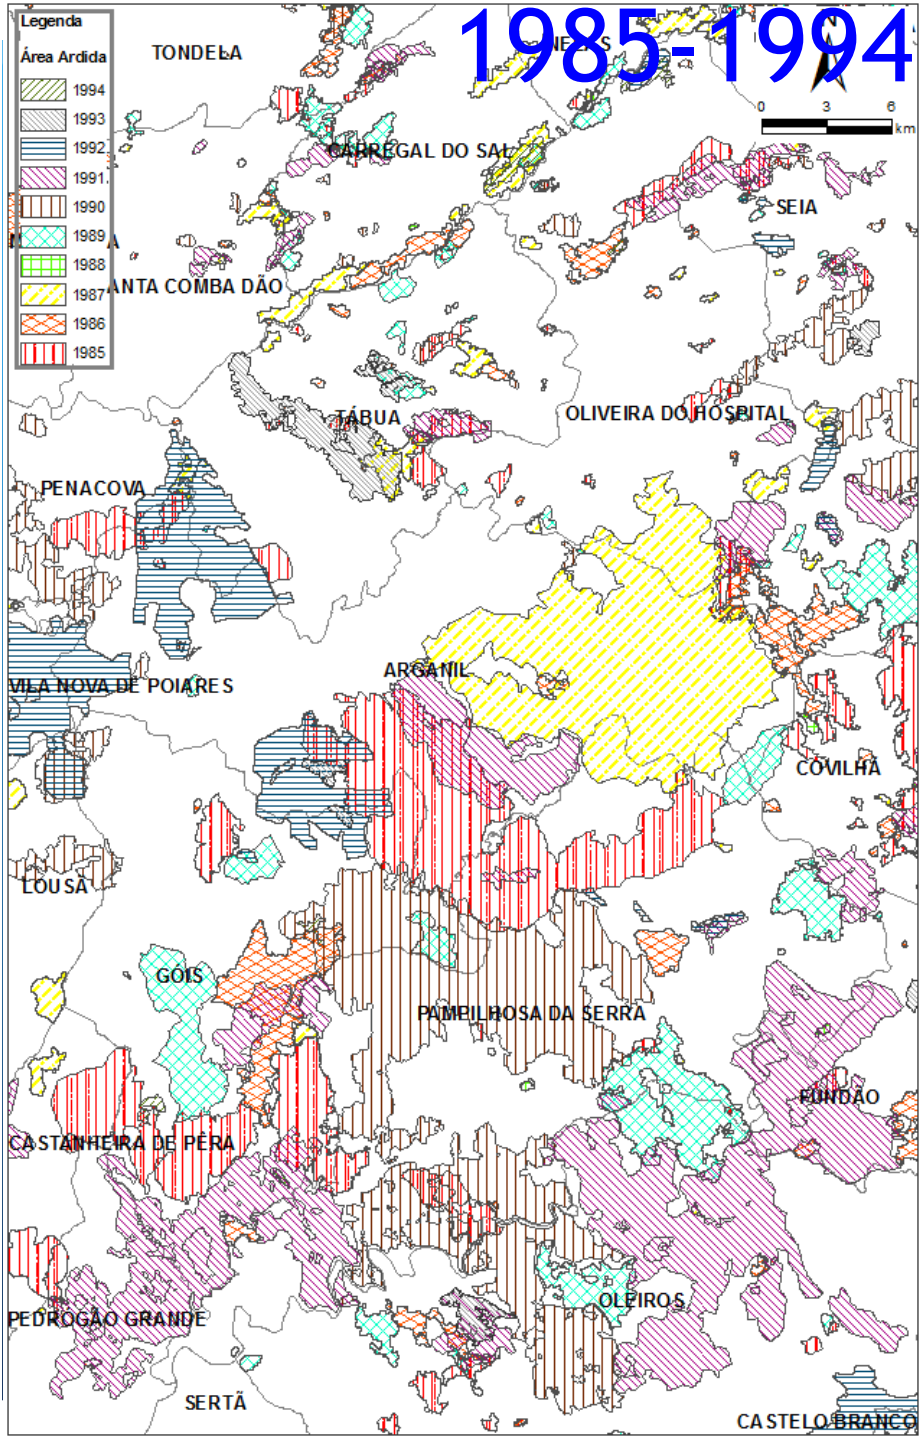 1985-1994
Legenda
Área Ardida
1994
1993
1992
1991.
1990
1989
1988
1987
1986
1985
N
0 3 6
km
TONDELA
CARREGAL DO SAL
SEIA
ANTA COMBA DÃO
TÁBUA
OLIVEIRA DO HOSPITAL
PENACOVA
ARGANIL
VILA NOVA DE POIARES
COVILHÃ
LOUSÃ
GÓIS
PAMPILHOSA DA SERRA
FUNDÃO
CASTANHEIRA DE PÊRA
OLEIROS
PEDROGÃO GRANDE
SERTÃ
CASTELO BRANCO